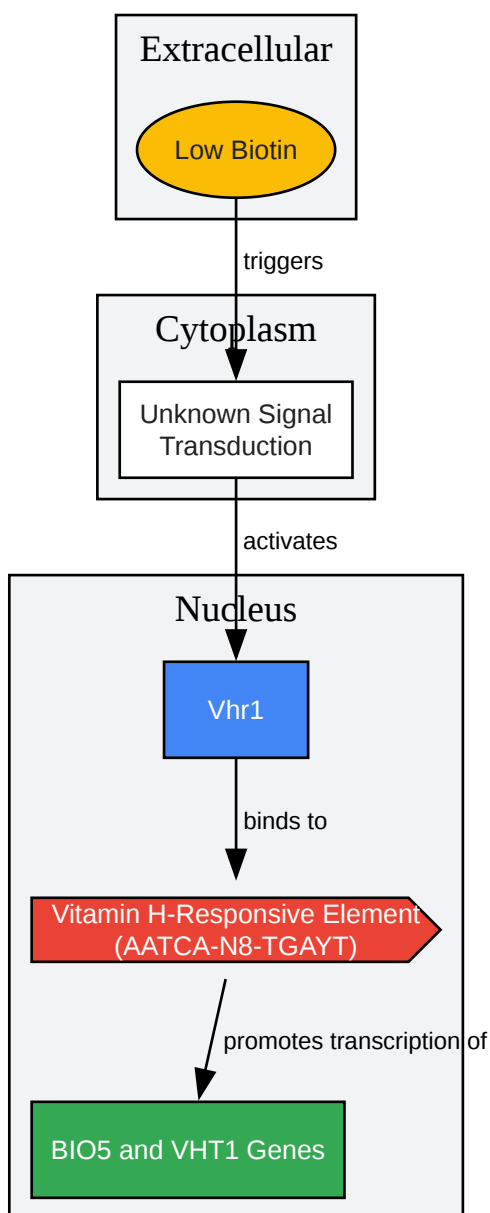 Extracellular
Low Biotin
triggers
Cytoplasm
Unknown Signal
Transduction
activates
Nucleus
Vhr1
binds to
Vitamin H-Responsive Element
(AATCA-N8-TGAYT)
promotes transcription of
BIO5 and VHT1 Genes